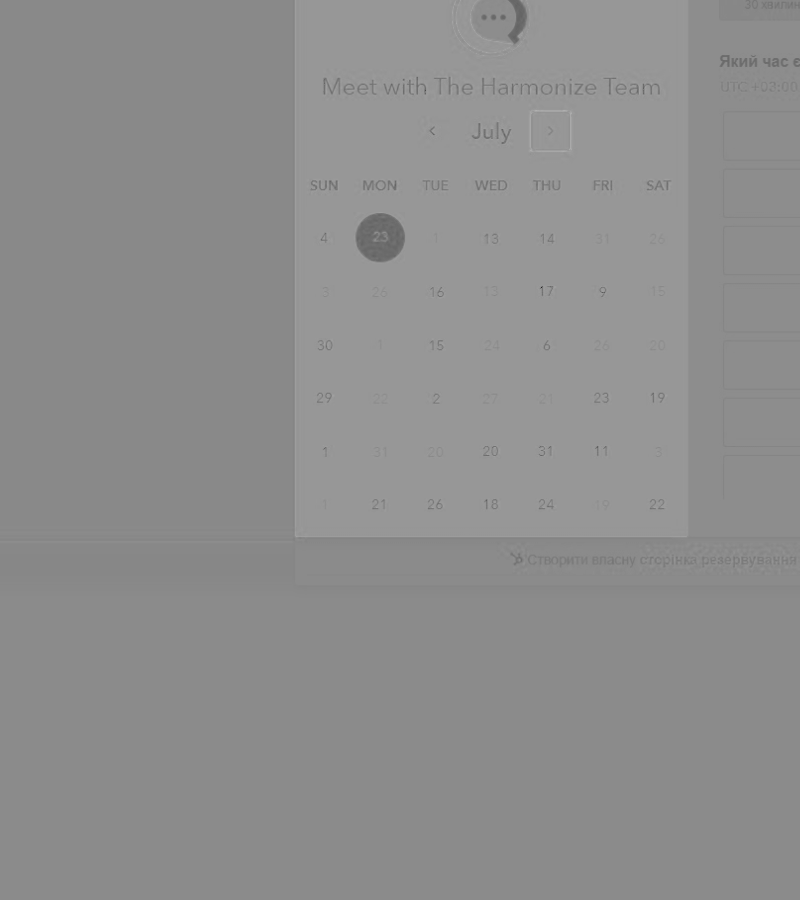 30 хвилин
Meet with The Harmonize Team
Який час є
UTC +03:00
July
SUN MON TUE WED THU FRI SAT
4 23 1 13 14 31 26
3 26 16 13 17 9 15
30 1 15 24 6 26 20
29 22 2 27 21 23 19
1 31 20 20 31 11 3
1 21 26 18 24 19 22
Створити власну сторінка резервування